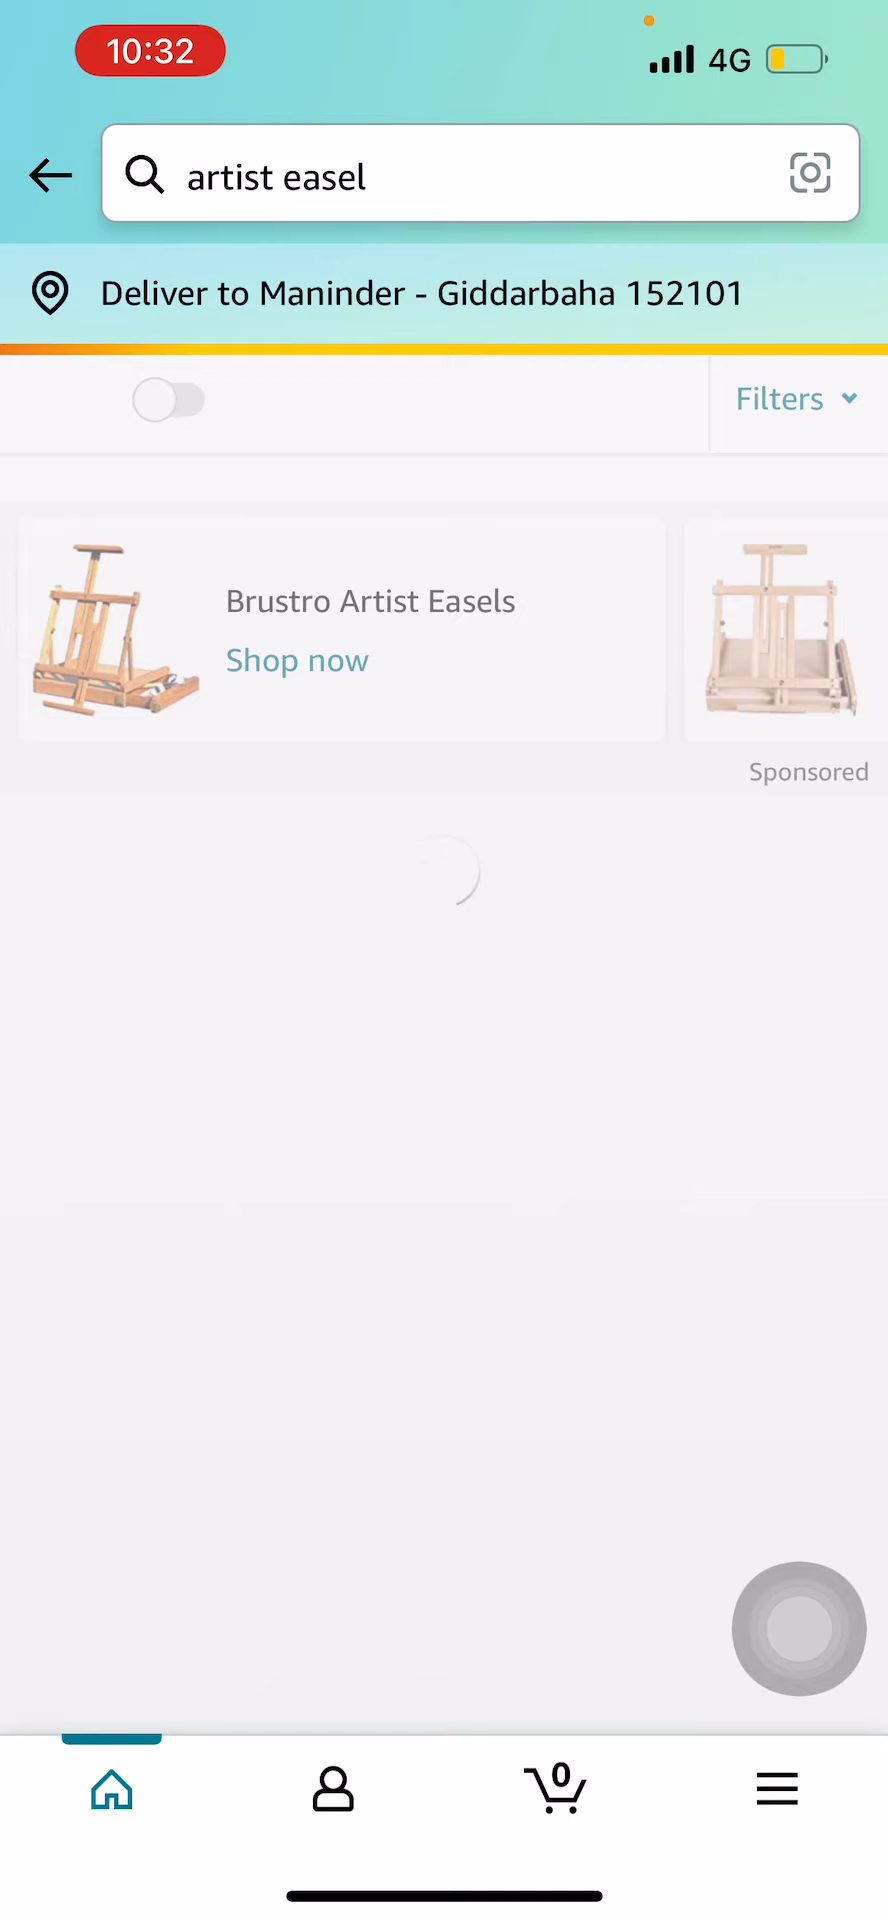 10:32
4G
artist easel
Deliver to Maninder - Giddarbaha 152101
Filters
Brustro Artist Easels
Shop now
Sponsored
0